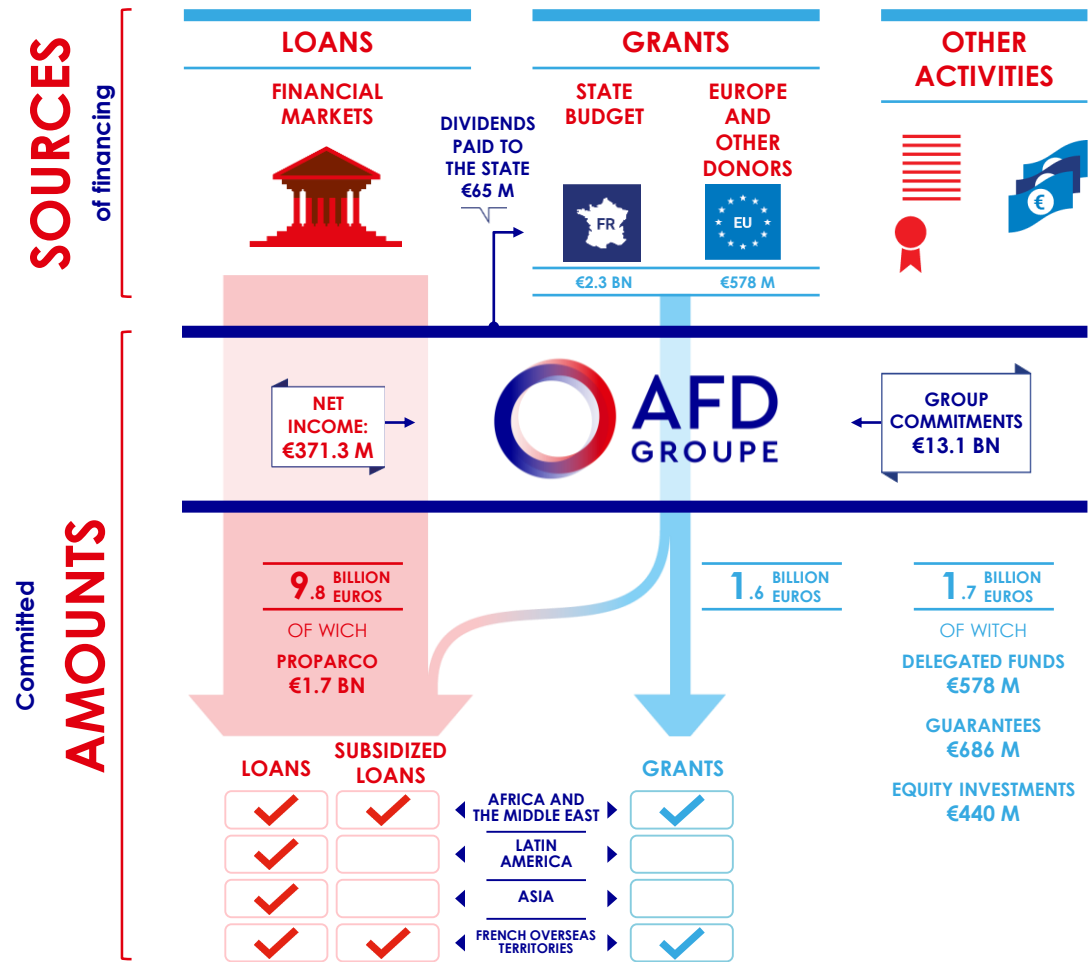 SOURCES
of financing
LOANS
FINANCIAL
MARKETS
DIVIDENDS
PAID TO
THE STATE
€65 M
GRANTS
STATE
BUDGET
FR
€2.3 BN
EUROPE
AND
OTHER
DONORS
EU
€578 M
OTHER
ACTIVITIES
€
NET
INCOME:
€371.3 M
AFD
GROUPE
GROUP
COMMITMENTS
€13.1 BN
Committed
AMOUNTS
9.8 BILLION
EUROS
OF WICH
PROPARCO
€1.7 BN
1.6 BILLION
EUROS
1.7 BILLION
EUROS
OF WITCH
DELEGATED FUNDS
€578 M
GUARANTEES
€686 M
EQUITY INVESTMENTS
€440 M
LOANS
SUBSIDIZED
LOANS
GRANTS
AFRICA AND
THE MIDDLE EAST
LATIN
AMERICA
ASIA
FRENCH OVERSEAS
TERRITORIES